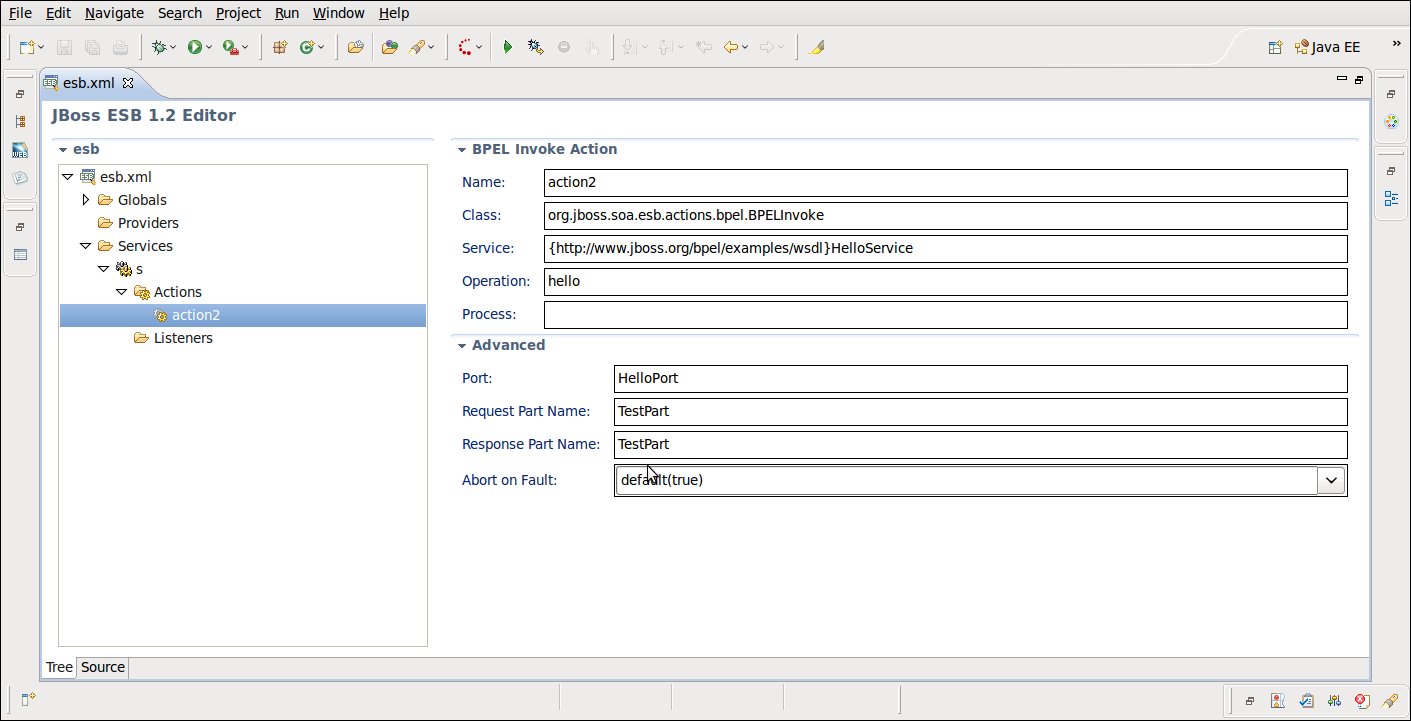 File Edit Navigate Search Project Run Window Help
Java EE »
esb.xml
JBoss ESB 1.2 Editor
esb
esb.xml
Globals
Providers
Services
s
Actions
action2
Listeners
BPEL Invoke Action
Name: action2
Class: org.jboss.soa.esb.actions.bpel.BPELInvoke
Service: {http://www.jboss.org/bpel/examples/wsdl}HelloService
Operation: hello
Process:
Advanced
Port: HelloPort
Request Part Name: TestPart
Response Part Name: TestPart
Abort on Fault: default(true)
Tree Source